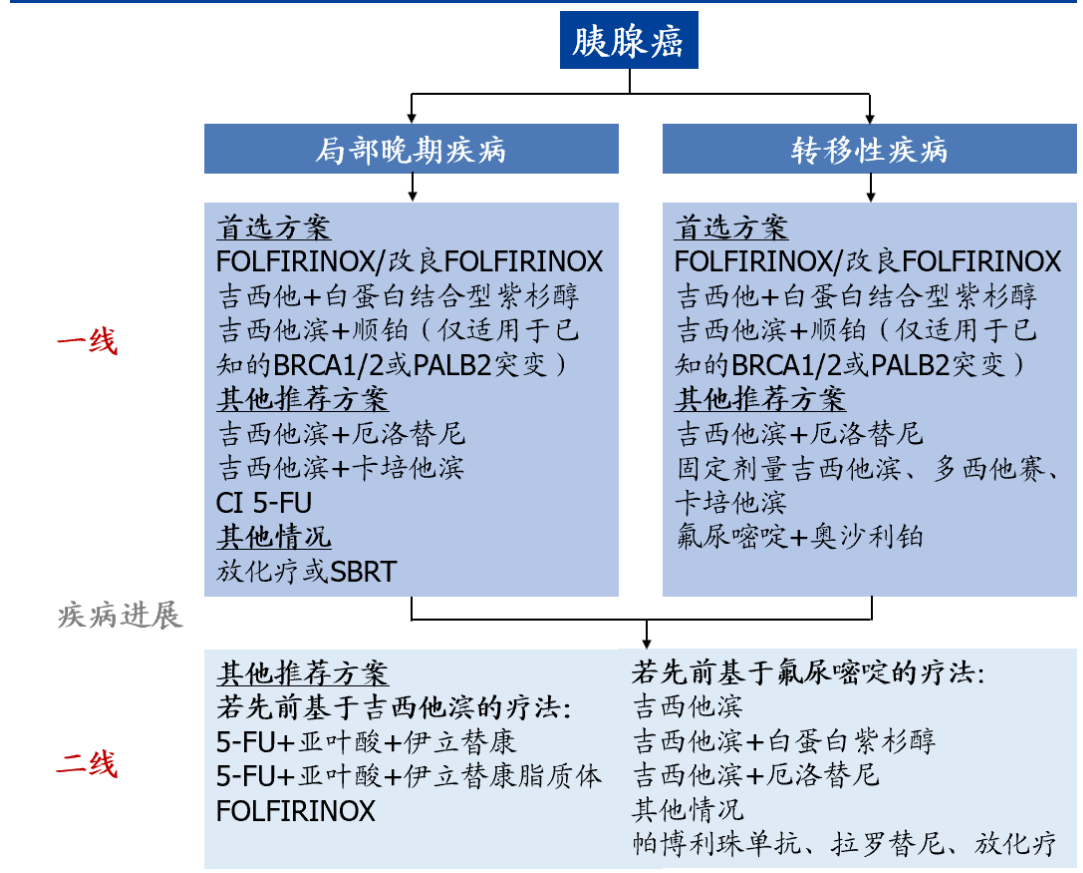 胰腺癌
局部晚期疾病
转移性疾病
一线
首选方案
FOLFIRINOX/改良FOLFIRINOX
吉西他+白蛋白结合型紫杉醇
吉西他滨+顺铂（仅适用于已
知的BRCA1/2或PALB2突变）
其他推荐方案
吉西他滨+厄洛替尼
吉西他滨+卡培他滨
CI 5-FU
其他情况
放化疗或SBRT
首选方案
FOLFIRINOX/改良FOLFIRINOX
吉西他+白蛋白结合型紫杉醇
吉西他滨+顺铂（仅适用于已
知的BRCA1/2或PALB2突变）
其他推荐方案
吉西他滨+厄洛替尼
固定剂量吉西他滨、多西他赛、
卡培他滨
氟尿嘧啶+奥沙利铂
疾病进展
二线
其他推荐方案
若先前基于吉西他滨的疗法：
5-FU+亚叶酸+伊立替康
5-FU+亚叶酸+伊立替康脂质体
FOLFIRINOX
若先前基于氟尿嘧啶的疗法：
吉西他滨
吉西他滨+白蛋白紫杉醇
吉西他滨+厄洛替尼
其他情况
帕博利珠单抗、拉罗替尼、放化疗